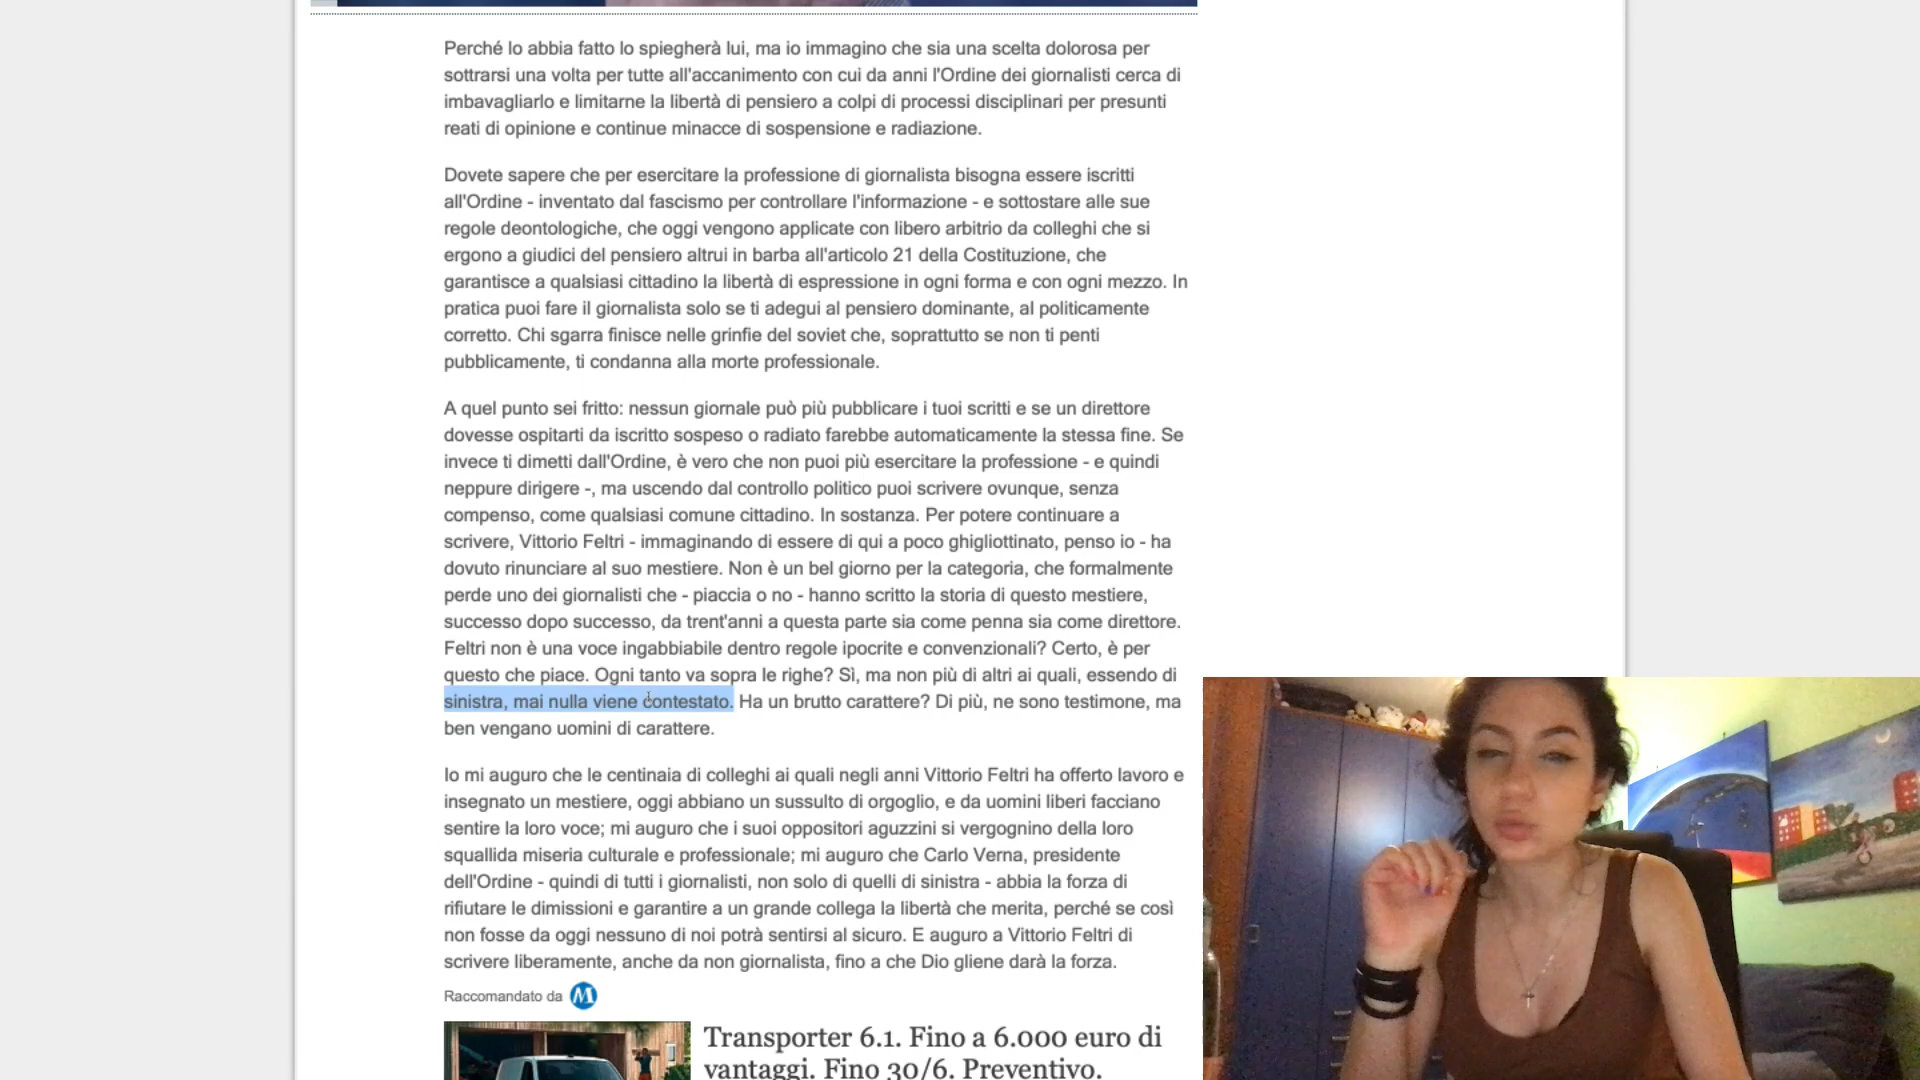 Perché lo abbia fatto lo spiegherà lui, ma io immagino che sia una scelta dolorosa per
sottrarsi una volta per tutte all'accanimento con cui da anni l'Ordine dei giornalisti cerca di
imbavagliarlo e limitarne la libertà di pensiero a colpi di processi disciplinari per presunti
reati di opinione e continue minacce di sospensione e radiazione.
Dovete sapere che per esercitare la professione di giornalista bisogna essere iscritti
all'Ordine - inventato dal fascismo per controllare l'informazione - e sottostare alle sue
regole deontologiche, che oggi vengono applicate con libero arbitrio da colleghi che si
ergono a giudici del pensiero altrui in barba all'articolo 21 della Costituzione, che
garantisce a qualsiasi cittadino la libertà di espressione in ogni forma e con ogni mezzo. In
pratica puoi fare il giornalista solo se ti adegui al pensiero dominante, al politicamente
corretto. Chi sgarra finisce nelle grinfie del soviet che, soprattutto se non ti penti
pubblicamente, ti condanna alla morte professionale.
A quel punto sei fritto: nessun giornale può più pubblicare i tuoi scritti e se un direttore
dovesse ospitarti da iscritto sospeso o radiato farebbe automaticamente la stessa fine. Se
invece ti dimetti dall'Ordine, è vero che non puoi più esercitare la professione - e quindi
neppure dirigere -, ma uscendo dal controllo politico puoi scrivere ovunque, senza
compenso, come qualsiasi comune cittadino. In sostanza. Per potere continuare a
scrivere, Vittorio Feltri - immaginando di essere di qui a poco ghigliottinato, penso io - ha
dovuto rinunciare al suo mestiere. Non è un bel giorno per la categoria, che formalmente
perde uno dei giornalisti che - piaccia o no - hanno scritto la storia di questo mestiere,
successo dopo successo, da trent'anni a questa parte sia come penna sia come direttore.
Feltri non è una voce ingabbiabile dentro regole ipocrite e convenzionali? Certo, è per
questo che piace. Ogni tanto va sopra le righe? Sì, ma non più di altri ai quali, essendo di
sinistra, mai nulla viene contestato. Ha un brutto carattere? Di più, ne sono testimone, ma
ben vengano uomini di carattere.
Io mi auguro che le centinaia di colleghi ai quali negli anni Vittorio Feltri ha offerto lavoro e
insegnato un mestiere, oggi abbiano un sussulto di orgoglio, e da uomini liberi facciano
sentire la loro voce; mi auguro che i suoi oppositori aguzzini si vergognino della loro
squallida miseria culturale e professionale; mi auguro che Carlo Verna, presidente
dell'Ordine - quindi di tutti i giornalisti, non solo di quelli di sinistra - abbia la forza di
rifiutare le dimissioni e garantire a un grande collega la libertà che merita, perché se così
non fosse da oggi nessuno di noi potrà sentirsi al sicuro. E auguro a Vittorio Feltri di
scrivere liberamente, anche da non giornalista, fino a che Dio gliene darà la forza.
Raccomandato da M
Transporter 6.1. Fino a 6.000 euro di
vantaggi. Fino 30/6. Preventivo.